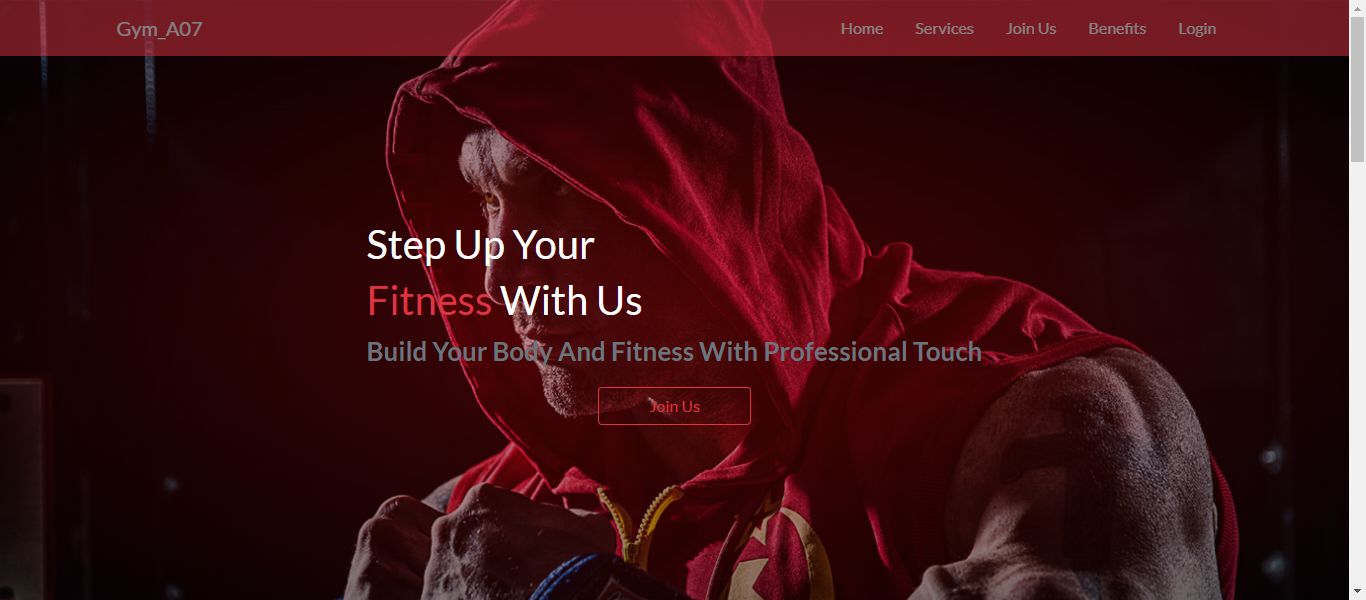 Gym_A07
Home Services Join Us Benefits Login
Step Up Your
Fitness With Us
Build Your Body And Fitness With Professional Touch
Join Us